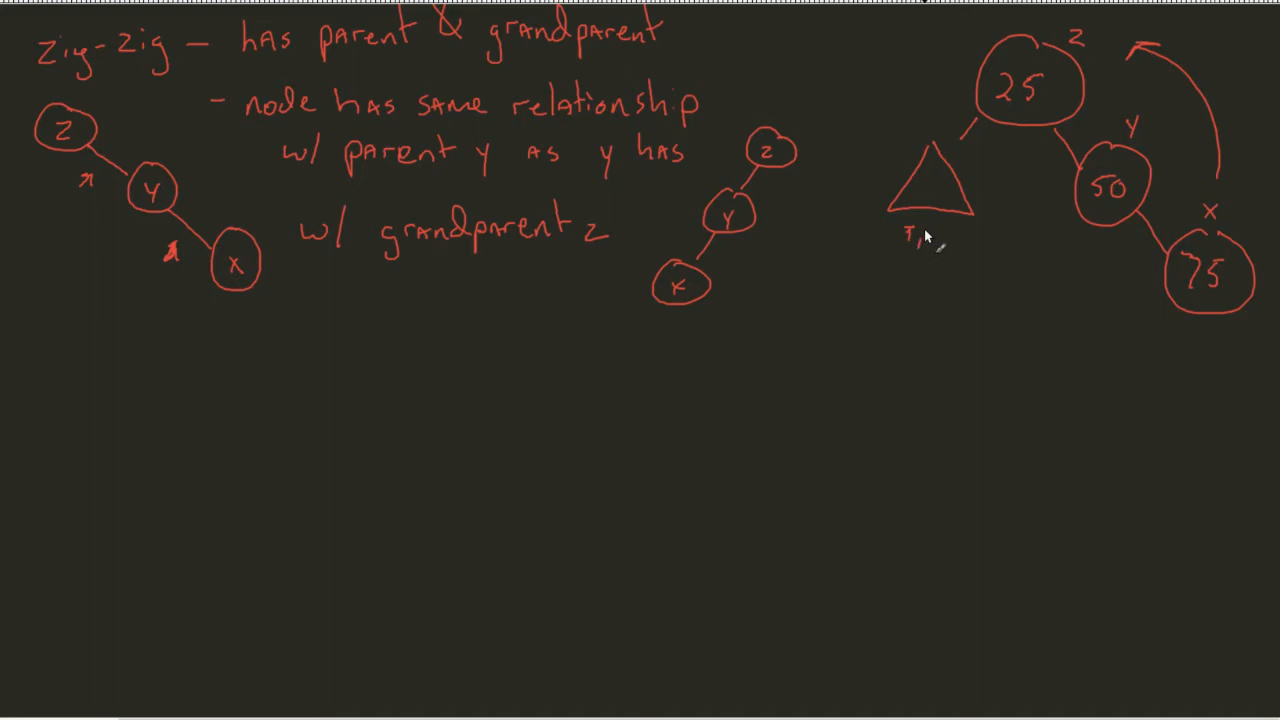 Zig-Zig - has parent & grandparent
- node has same relationship
w/ parent y as y has
w/ grandparent z
z
y
x
z
y
x
z
25
y
50
x
75
T1